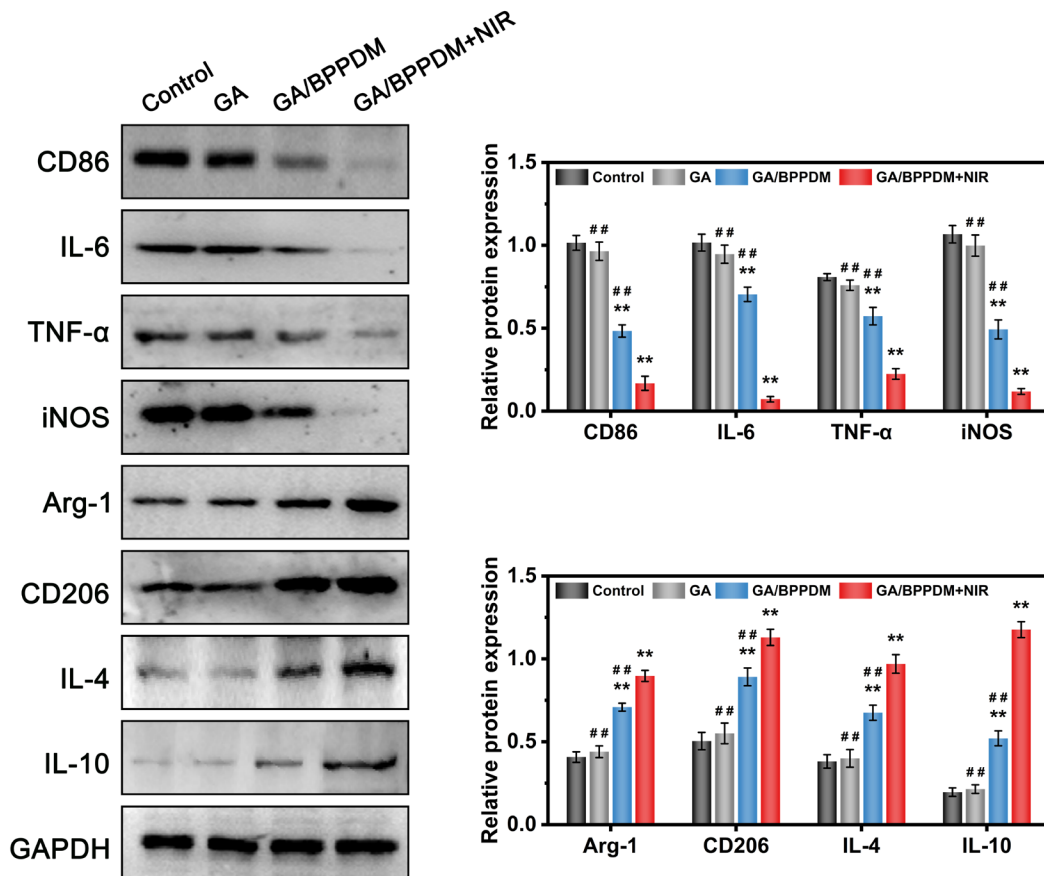 Control GA GA/BPPDM GA/BPPDM+NIR
CD86
IL-6
TNF-α
iNOS
Arg-1
CD206
IL-4
IL-10
GAPDH
Relative protein expression
1.5
1.0
0.5
0.0
Control GA GA/BPPDM GA/BPPDM+NIR
## ## ** **
## ## ** **
## ## ** **
## ## ** **
CD86 IL-6 TNF-α iNOS
Relative protein expression
1.5
1.0
0.5
0.0
Control GA GA/BPPDM GA/BPPDM+NIR
## ## ** **
## ## ** **
## ## ** **
## ## ** **
Arg-1 CD206 IL-4 IL-10